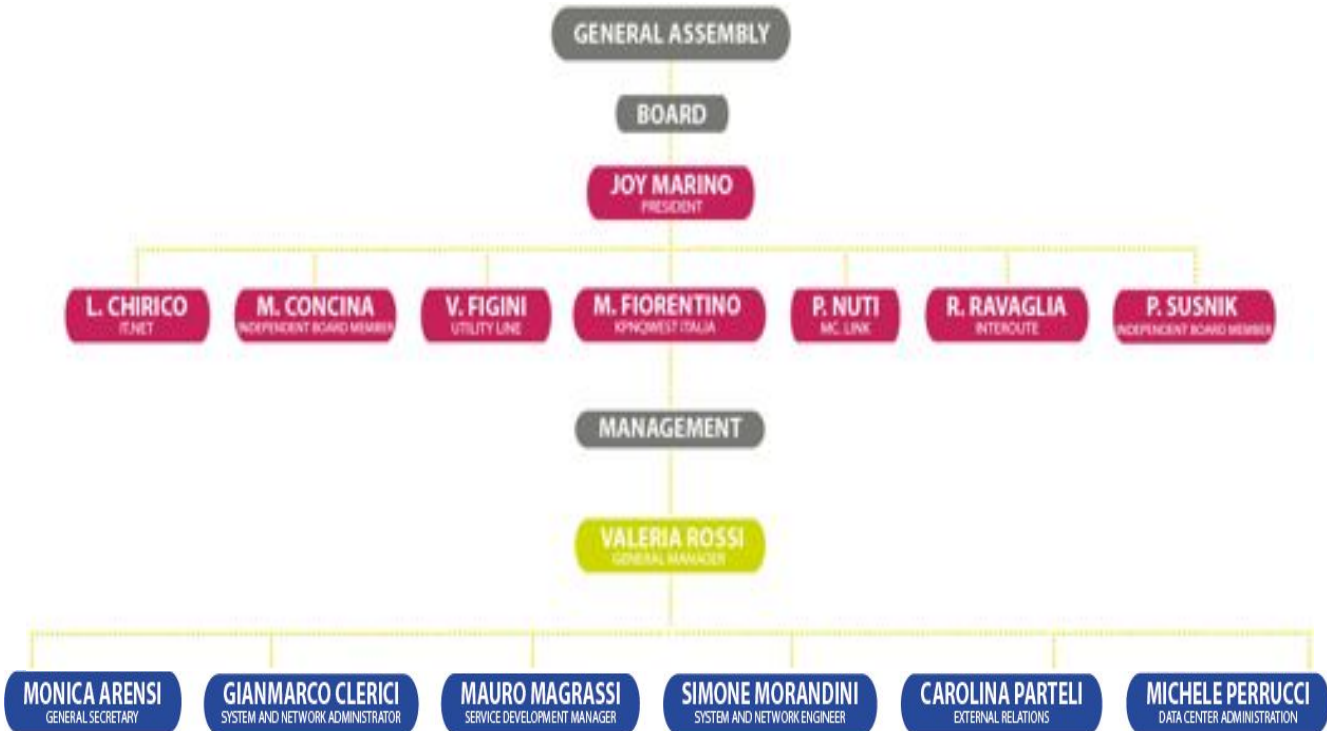 GENERAL ASSEMBLY
BOARD
JOY MARINO
PRESIDENT
L. CHIRICO
IT.NET
M. CONCINA
INDEPENDENT BOARD MEMBER
V. FIGINI
UTILITY LINE
M. FIORENTINO
KPNQWEST ITALIA
P. NUTI
MC. LINK
R. RAVAGLIA
INTEROUTE
P. SUSNIK
INDEPENDENT BOARD MEMBER
MANAGEMENT
VALERIA ROSSI
GENERAL MANAGER
MONICA ARENSI
GENERAL SECRETARY
GIANMARCO CLERICI
SYSTEM AND NETWORK ADMINISTRATOR
MAURO MAGRASSI
SERVICE DEVELOPMENT MANAGER
SIMONE MORANDINI
SYSTEM AND NETWORK ENGINEER
CAROLINA PARTELI
EXTERNAL RELATIONS
MICHELE PERRUCCI
DATA CENTER ADMINISTRATION